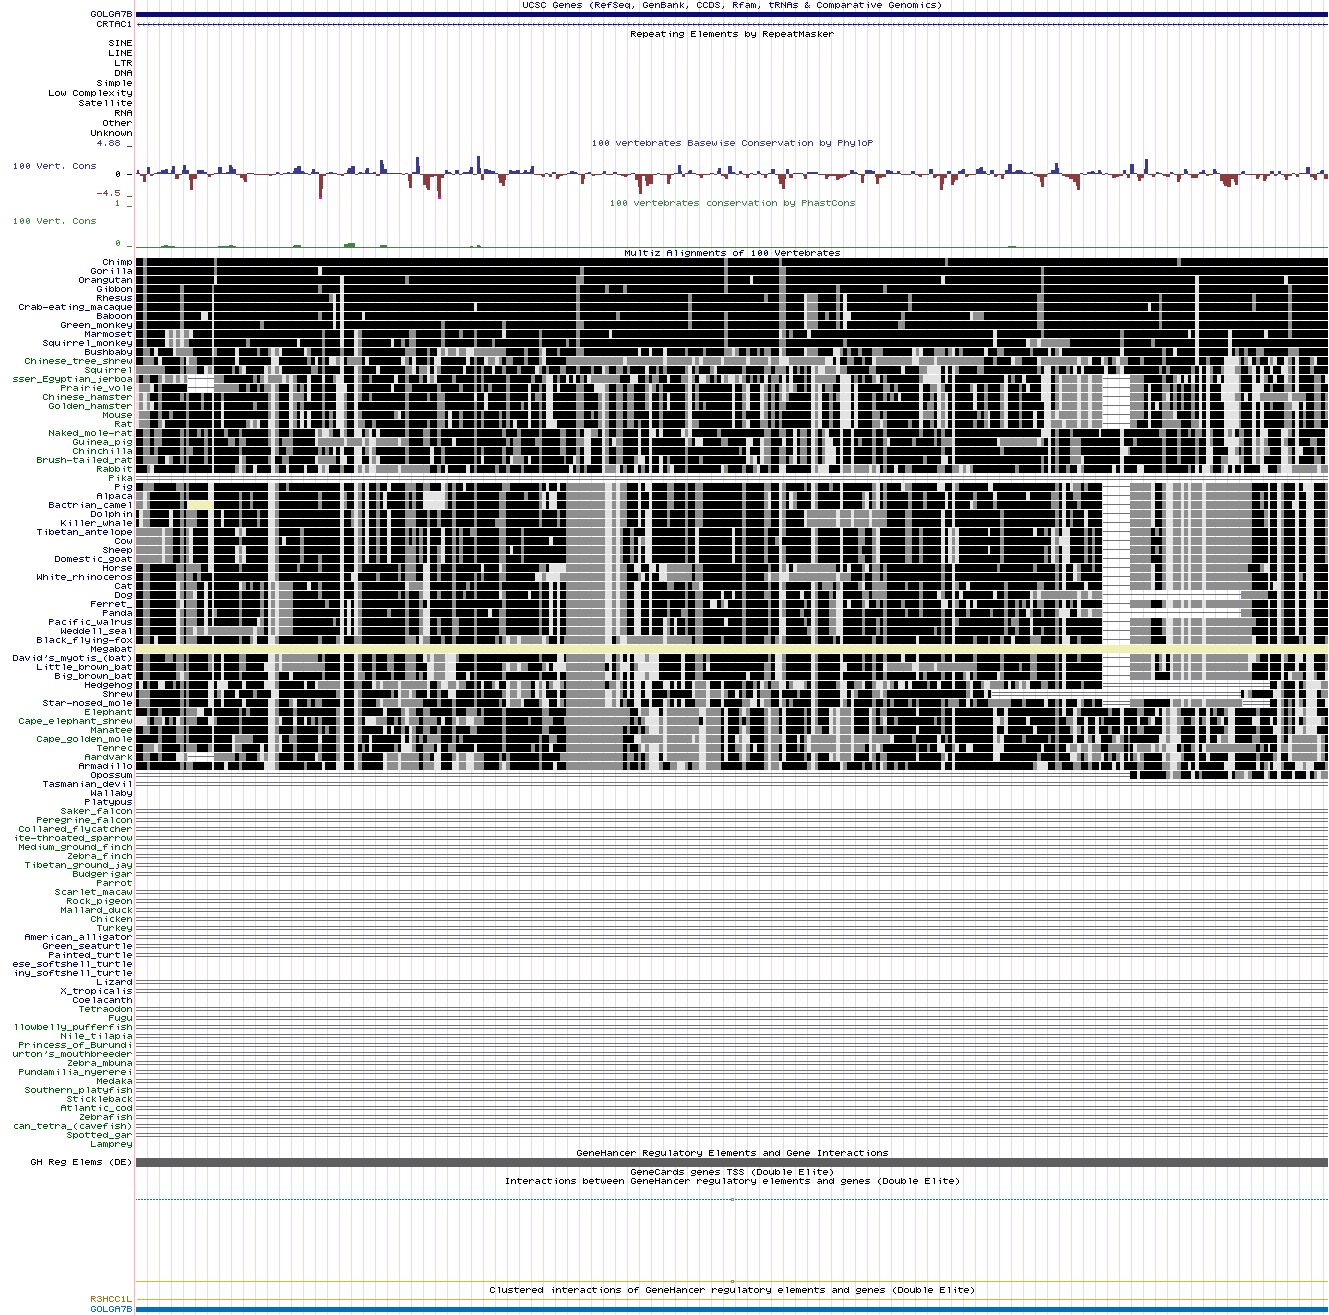 UCSC Genes (RefSeq, GenBank, CCDS, Rfam, tRNAs & Comparative Genomics)
GOLGA7B
CRTAC1
Repeating Elements by RepeatMasker
SINE
LINE
LTR
DNA
Simple
Low Complexity
Satellite
RNA
Other
Unknown
4.88 _
100 vertebrates Basewise Conservation by PhyloP
100 Vert. Cons
0 _
-4.5 _
1 _
100 vertebrates conservation by PhastCons
100 Vert. Cons
0 _
Multiz Alignments of 100 Vertebrates
Chimp
Gorilla
Orangutan
Gibbon
Rhesus
Crab-eating_macaque
Baboon
Green_monkey
Marmoset
Squirrel_monkey
Bushbaby
Chinese_tree_shrew
Squirrel
sser_Egyptian_jerboa
Prairie_vole
Chinese_hamster
Golden_hamster
Mouse
Rat
Naked_mole-rat
Guinea_pig
Chinchilla
Brush-tailed_rat
Rabbit
Pika
Pig
Alpaca
Bactrian_camel
Dolphin
Killer_whale
Tibetan_antelope
Cow
Sheep
Domestic_goat
Horse
White_rhinoceros
Cat
Dog
Ferret_
Panda
Pacific_walrus
Weddell_seal
Black_flying-fox
Megabat
David's_myotis_(bat)
Little_brown_bat
Big_brown_bat
Hedgehog
Shrew
Star-nosed_mole
Elephant
Cape_elephant_shrew
Manatee
Cape_golden_mole
Tenrec
Aardvark
Armadillo
Opossum
Tasmanian_devil
Wallaby
Platypus
Saker_falcon
Peregrine_falcon
Collared_flycatcher
ite-throated_sparrow
Medium_ground_finch
Zebra_finch
Tibetan_ground_jay
Budgerigar
Parrot
Scarlet_macaw
Rock_pigeon
Mallard_duck
Chicken
Turkey
American_alligator
Green_seaturtle
Painted_turtle
ese_softshell_turtle
iny_softshell_turtle
Lizard
X_tropicalis
Coelacanth
Tetraodon
Fugu
llowbelly_pufferfish
Nile_tilapia
Princess_of_Burundi
urton's_mouthbreeder
Zebra_mbuna
Pundamilia_nyererei
Medaka
Southern_platyfish
Stickleback
Atlantic_cod
Zebrafish
can_tetra_(cavefish)
Spotted_gar
Lamprey
GeneHancer Regulatory Elements and Gene Interactions
GH Reg Elems (DE)
GeneCards genes TSS (Double Elite)
Interactions between GeneHancer regulatory elements and genes (Double Elite)
Clustered interactions of GeneHancer regulatory elements and genes (Double Elite)
R3HCC1L
GOLGA7B